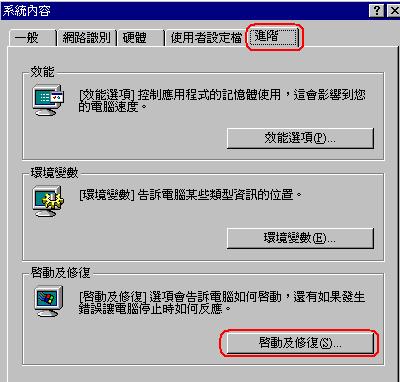 系統內容
一般 網路識別 硬體 使用者設定檔 進階
效能
[效能選項] 控制應用程式的記憶體使用，這會影響到您
的電腦速度。
效能選項(P)...
環境變數
[環境變數] 告訴電腦某些類型資訊的位置。
環境變數(E)...
啓動及修復
[啓動及修復] 選項會告訴電腦如何啓動，還有如果發生
錯誤讓電腦停止時如何反應。
啓動及修復(S)...